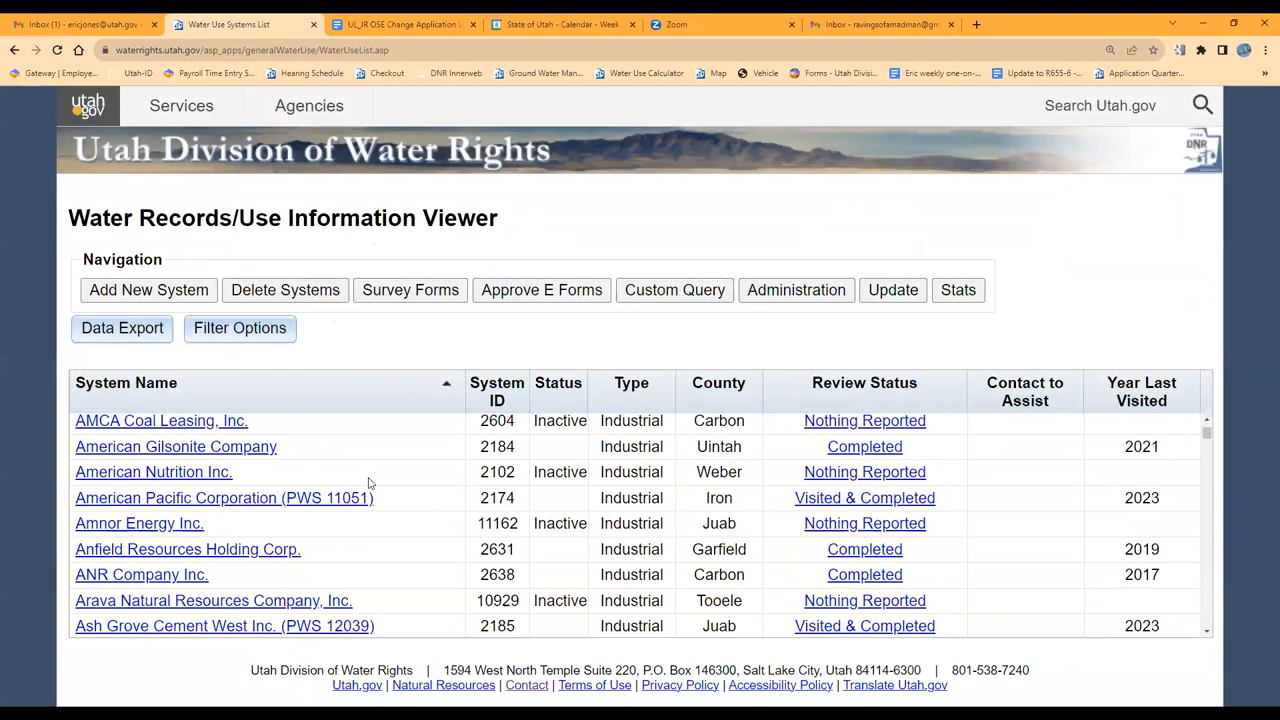 Inbox (1) - ericjones@utah.gov
Water Use Systems List
UL_JR OSE Change Application L
State of Utah - Calendar - Week
Zoom
Inbox - ravingsofamadman@gm
waterrights.utah.gov/asp_apps/generalWaterUse/WaterUseList.asp
Gateway | Employe... Utah-ID Payroll Time Entry S... Hearing Schedule Checkout DNR Innerweb Ground Water Man... Water Use Calculator Map Vehicle Forms - Utah Divisi... Eric weekly one-on-... Update to R655-6 -... Application Quarter...
utah.gov Services Agencies Search Utah.gov
Utah Division of Water Rights
DNR
Water Records/Use Information Viewer
Navigation
Add New System Delete Systems Survey Forms Approve E Forms Custom Query Administration Update Stats
Data Export Filter Options
System Name System ID Status Type County Review Status Contact to Assist Year Last Visited
AMCA Coal Leasing, Inc. 2604 Inactive Industrial Carbon Nothing Reported
American Gilsonite Company 2184 Industrial Uintah Completed 2021
American Nutrition Inc. 2102 Inactive Industrial Weber Nothing Reported
American Pacific Corporation (PWS 11051) 2174 Industrial Iron Visited & Completed 2023
Amnor Energy Inc. 11162 Inactive Industrial Juab Nothing Reported
Anfield Resources Holding Corp. 2631 Industrial Garfield Completed 2019
ANR Company Inc. 2638 Industrial Carbon Completed 2017
Arava Natural Resources Company, Inc. 10929 Inactive Industrial Tooele Nothing Reported
Ash Grove Cement West Inc. (PWS 12039) 2185 Industrial Juab Visited & Completed 2023
Utah Division of Water Rights | 1594 West North Temple Suite 220, P.O. Box 146300, Salt Lake City, Utah 84114-6300 | 801-538-7240
Utah.gov | Natural Resources | Contact | Terms of Use | Privacy Policy | Accessibility Policy | Translate Utah.gov